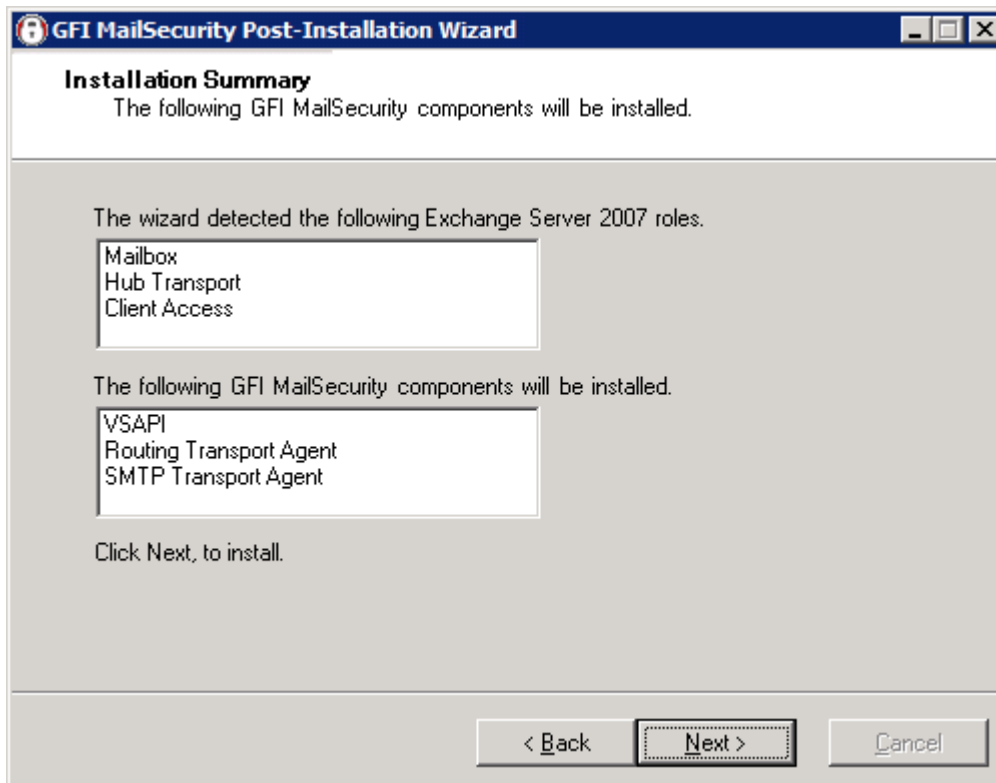 GFI MailSecurity Post-Installation Wizard
Installation Summary
The following GFI MailSecurity components will be installed.
The wizard detected the following Exchange Server 2007 roles.
Mailbox
Hub Transport
Client Access
The following GFI MailSecurity components will be installed.
VSAPI
Routing Transport Agent
SMTP Transport Agent
Click Next, to install.
< Back
Next >
Cancel